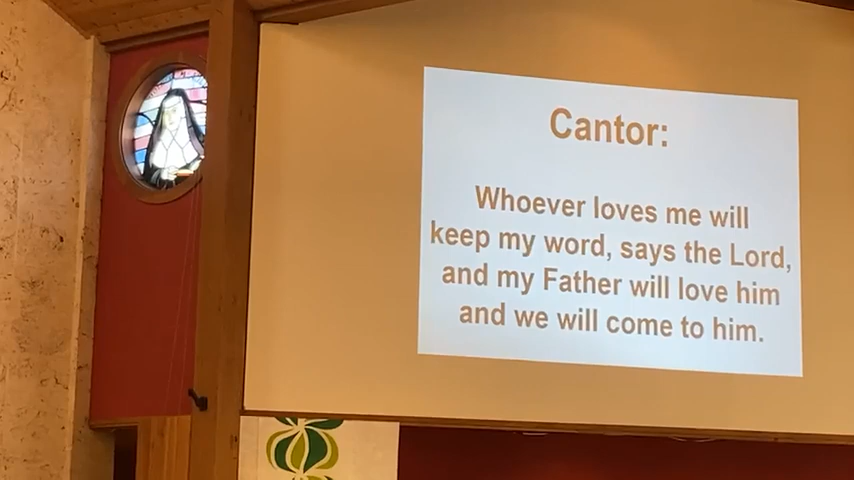 Cantor:
Whoever loves me will
keep my word, says the Lord,
and my Father will love him
and we will come to him.